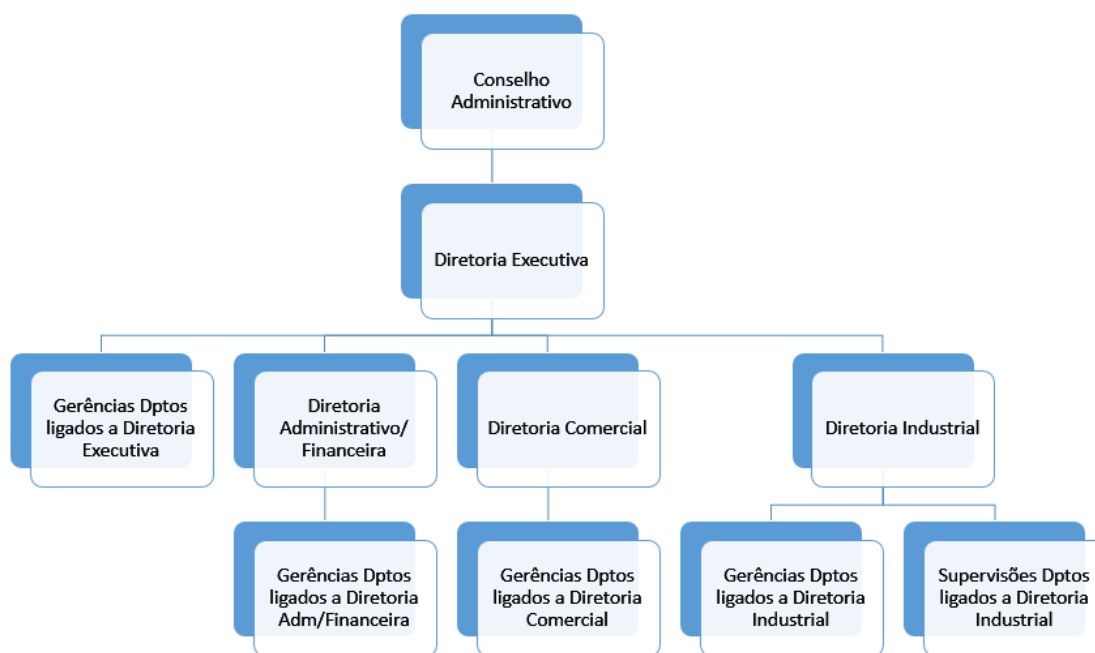 Conselho
Administrativo
Diretoria Executiva
Gerências Dptos
ligados a Diretoria
Executiva
Diretoria
Administrativo/
Financeira
Diretoria Comercial
Diretoria Industrial
Gerências Dptos
ligados a Diretoria
Adm/Financeira
Gerências Dptos
ligados a Diretoria
Comercial
Gerências Dptos
ligados a Diretoria
Industrial
Supervisões Dptos
ligados a Diretoria
Industrial